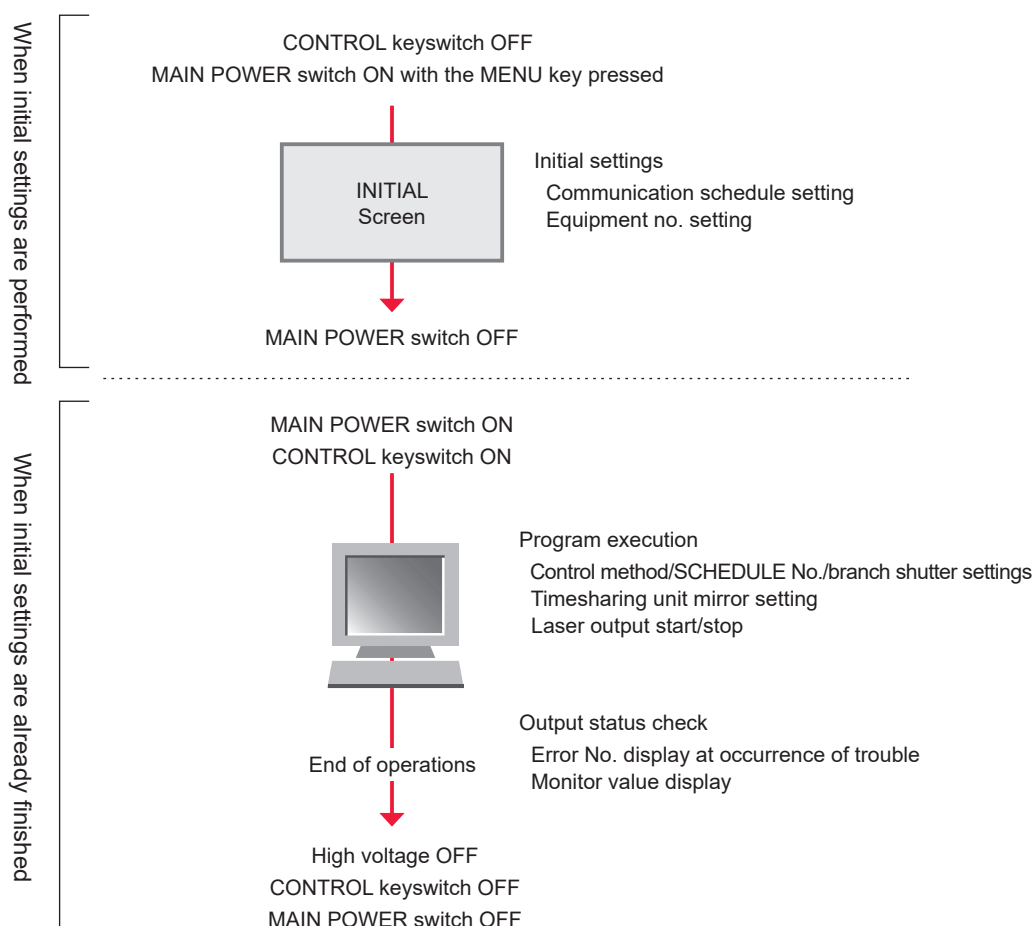 When initial settings are performed
CONTROL keyswitch OFF
MAIN POWER switch ON with the MENU key pressed
INITIAL
Screen
Initial settings
Communication schedule setting
Equipment no. setting
MAIN POWER switch OFF
When initial settings are already finished
MAIN POWER switch ON
CONTROL keyswitch ON
Program execution
Control method/SCHEDULE No./branch shutter settings
Timesharing unit mirror setting
Laser output start/stop
Output status check
Error No. display at occurrence of trouble
Monitor value display
End of operations
High voltage OFF
CONTROL keyswitch OFF
MAIN POWER switch OFF